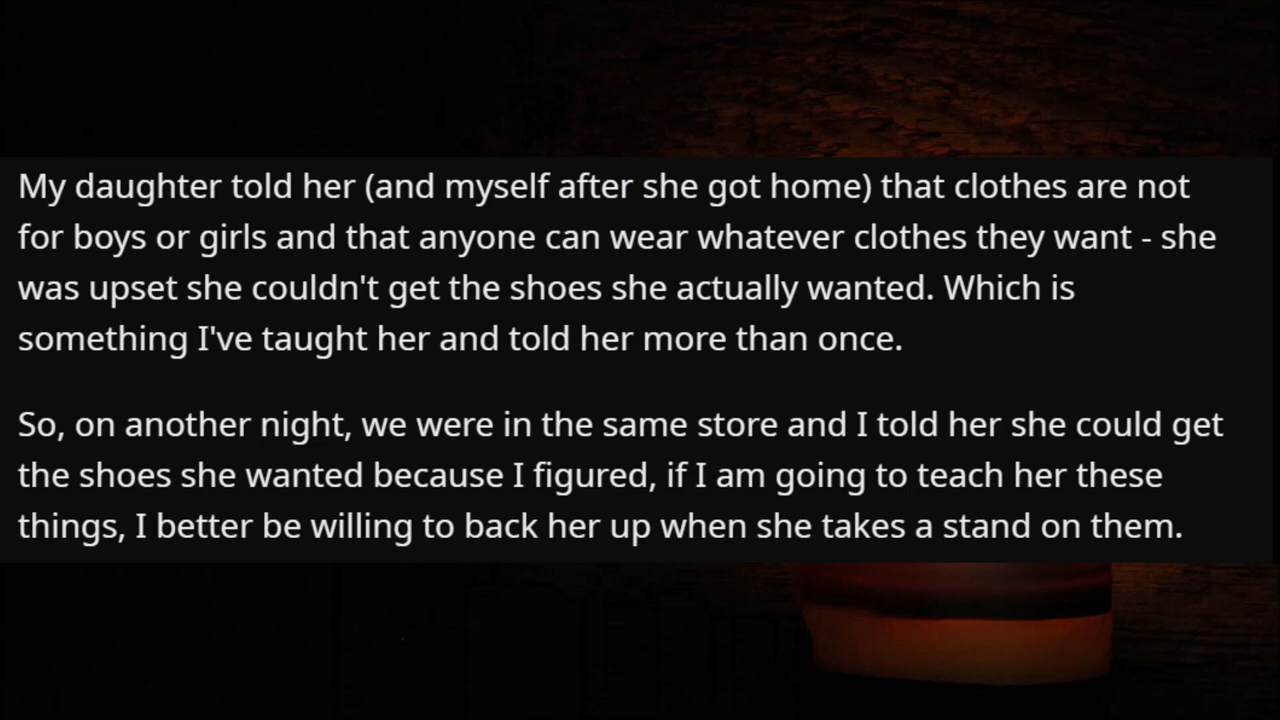 My daughter told her (and myself after she got home) that clothes are not
for boys or girls and that anyone can wear whatever clothes they want - she
was upset she couldn't get the shoes she actually wanted. Which is
something I've taught her and told her more than once.
So, on another night, we were in the same store and I told her she could get
the shoes she wanted because I figured, if I am going to teach her these
things, I better be willing to back her up when she takes a stand on them.